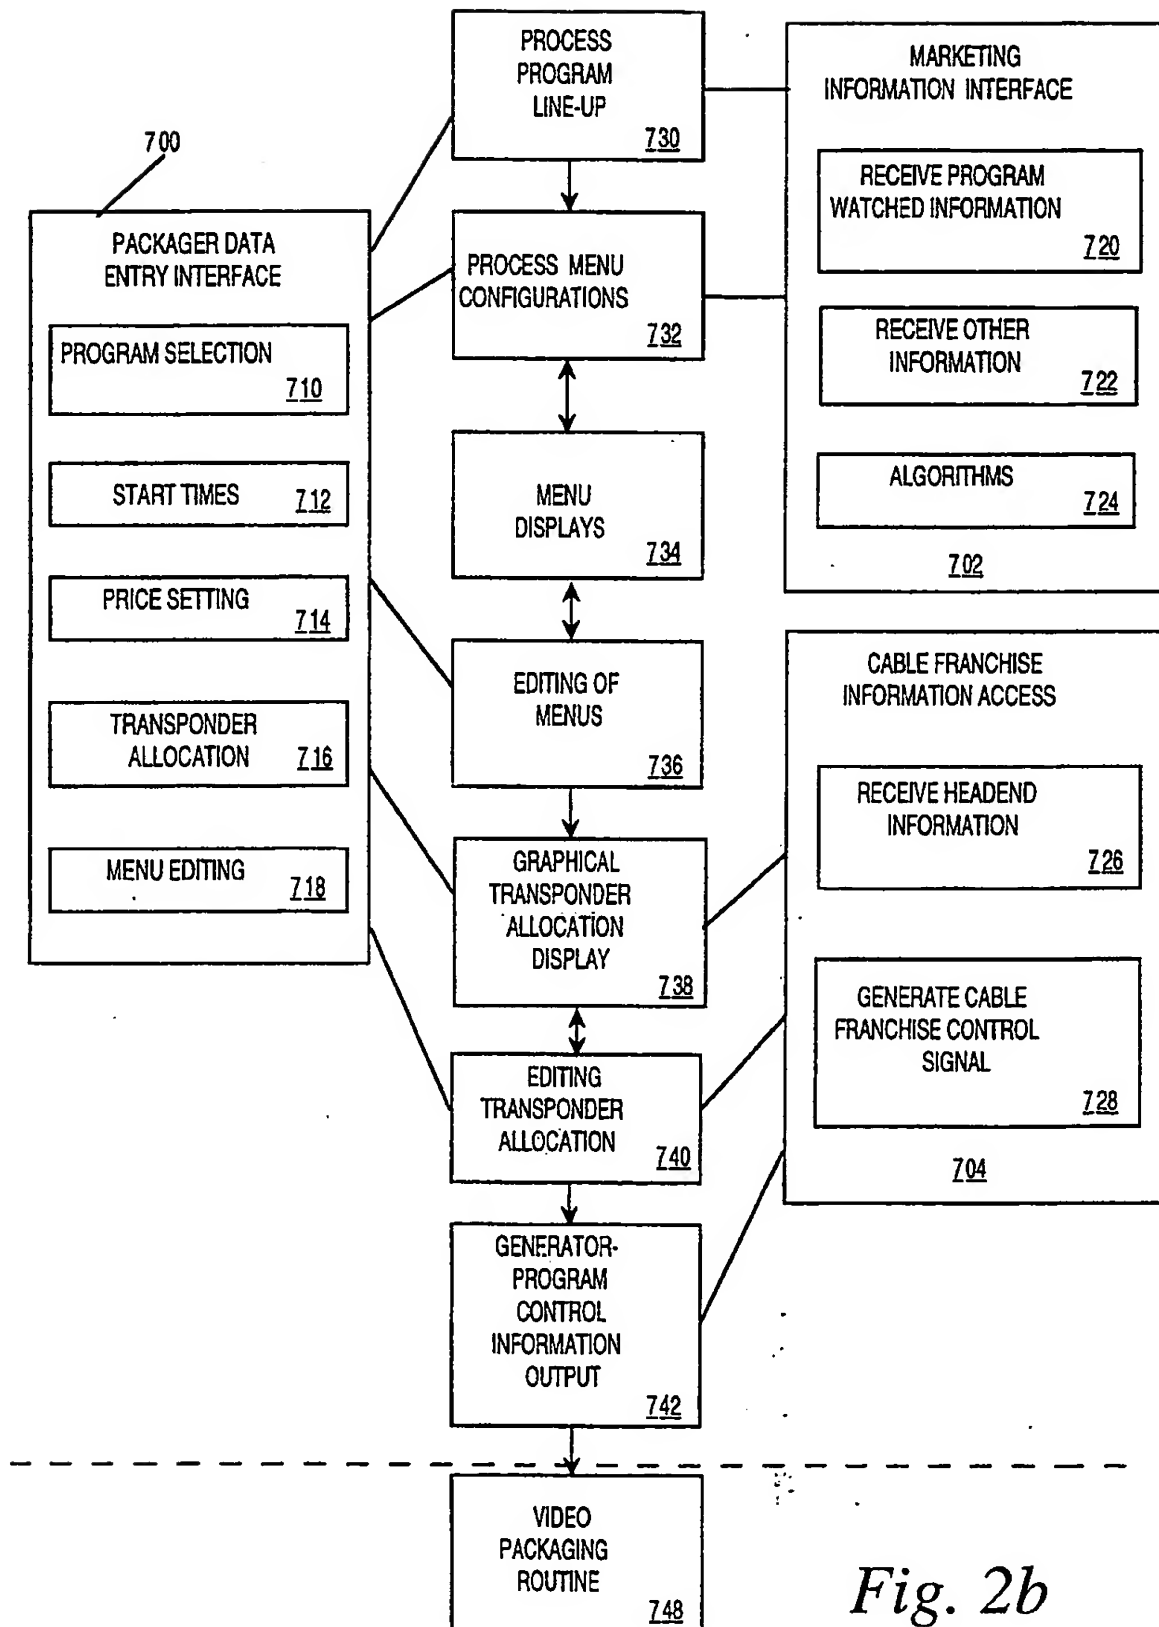 700
PACKAGER DATA
ENTRY INTERFACE
PROGRAM SELECTION
710
START TIMES
712
PRICE SETTING
714
TRANSPONDER
ALLOCATION
716
MENU EDITING
718
PROCESS
PROGRAM
LINE-UP
730
PROCESS MENU
CONFIGURATIONS
732
MENU
DISPLAYS
734
EDITING OF
MENUS
736
GRAPHICAL
TRANSPONDER
ALLOCATION
DISPLAY
738
EDITING
TRANSPONDER
ALLOCATION
740
GENERATOR-
PROGRAM
CONTROL
INFORMATION
OUTPUT
742
VIDEO
PACKAGING
ROUTINE
748
MARKETING
INFORMATION INTERFACE
RECEIVE PROGRAM
WATCHED INFORMATION
720
RECEIVE OTHER
INFORMATION
722
ALGORITHMS
724
702
CABLE FRANCHISE
INFORMATION ACCESS
RECEIVE HEADEND
INFORMATION
726
GENERATE CABLE
FRANCHISE CONTROL
SIGNAL
728
704
Fig. 2b